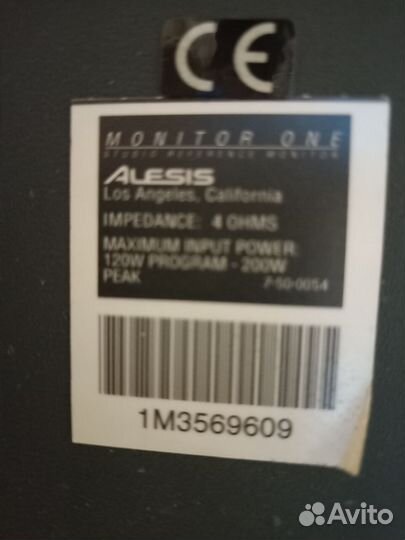 CE
MONITOR ONE
STUDIO REFERENCE MONITOR
ALESIS
Los Angeles, California
IMPEDANCE: 4 OHMS
MAXIMUM INPUT POWER:
120W PROGRAM - 200W
PEAK
7-50-0054
1M3569609
Avito